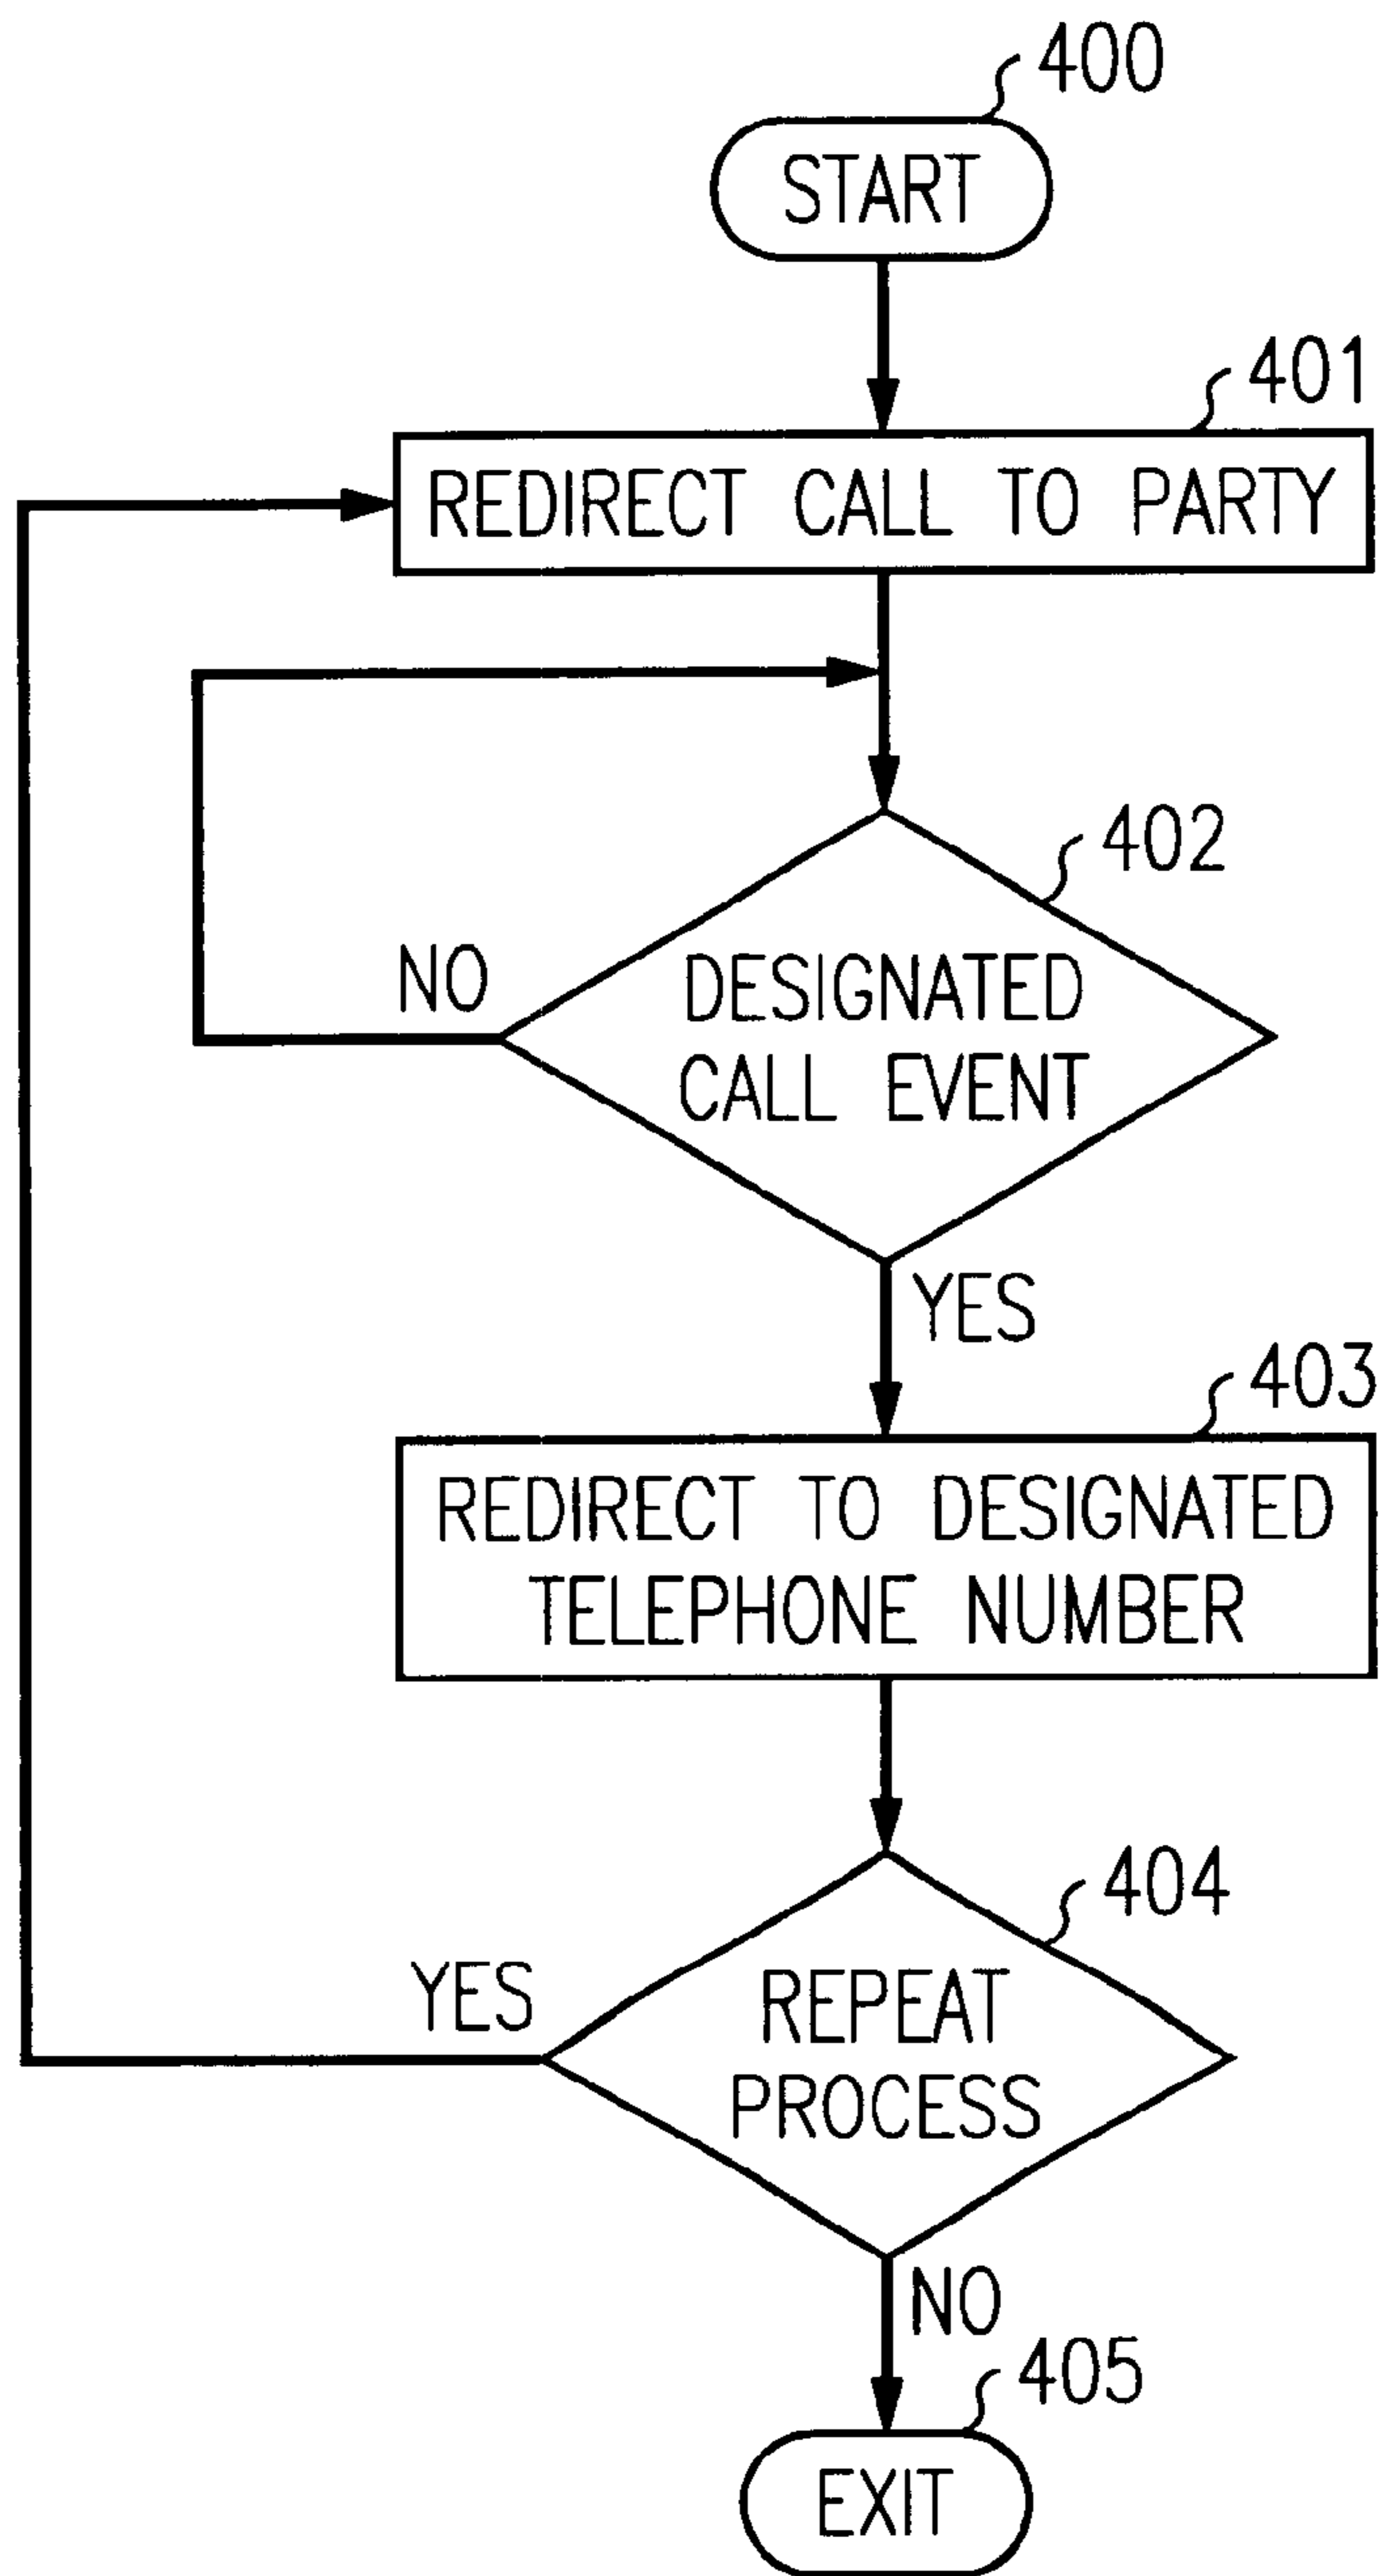 400
START
401
REDIRECT CALL TO PARTY
402
NO
DESIGNATED
CALL EVENT
YES
403
REDIRECT TO DESIGNATED
TELEPHONE NUMBER
404
YES
REPEAT
PROCESS
NO
405
EXIT